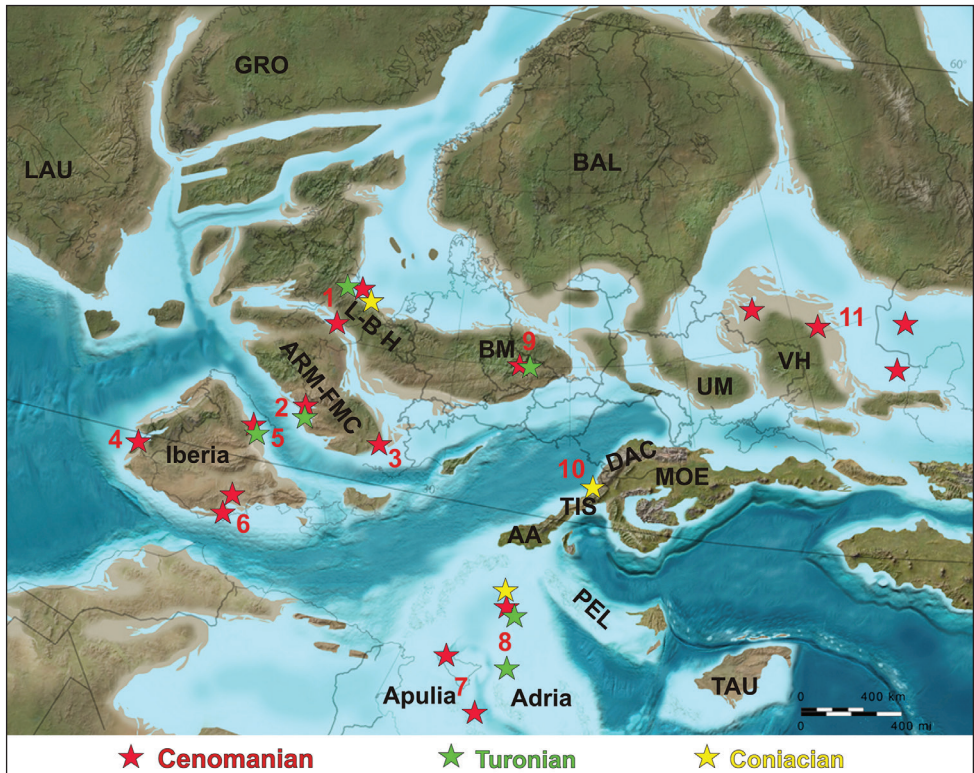 GRO
60°
LAU
BAL
1
L-B-H
9
BM
11
VH
UM
ARM-FMC
2
3
4
Iberia
5
6
10
DAC
MOE
TIS
AA
PEL
8
7
Apulia
Adria
TAU
0 400 km
0 400 mi
Cenomanian
Turonian
Coniacian